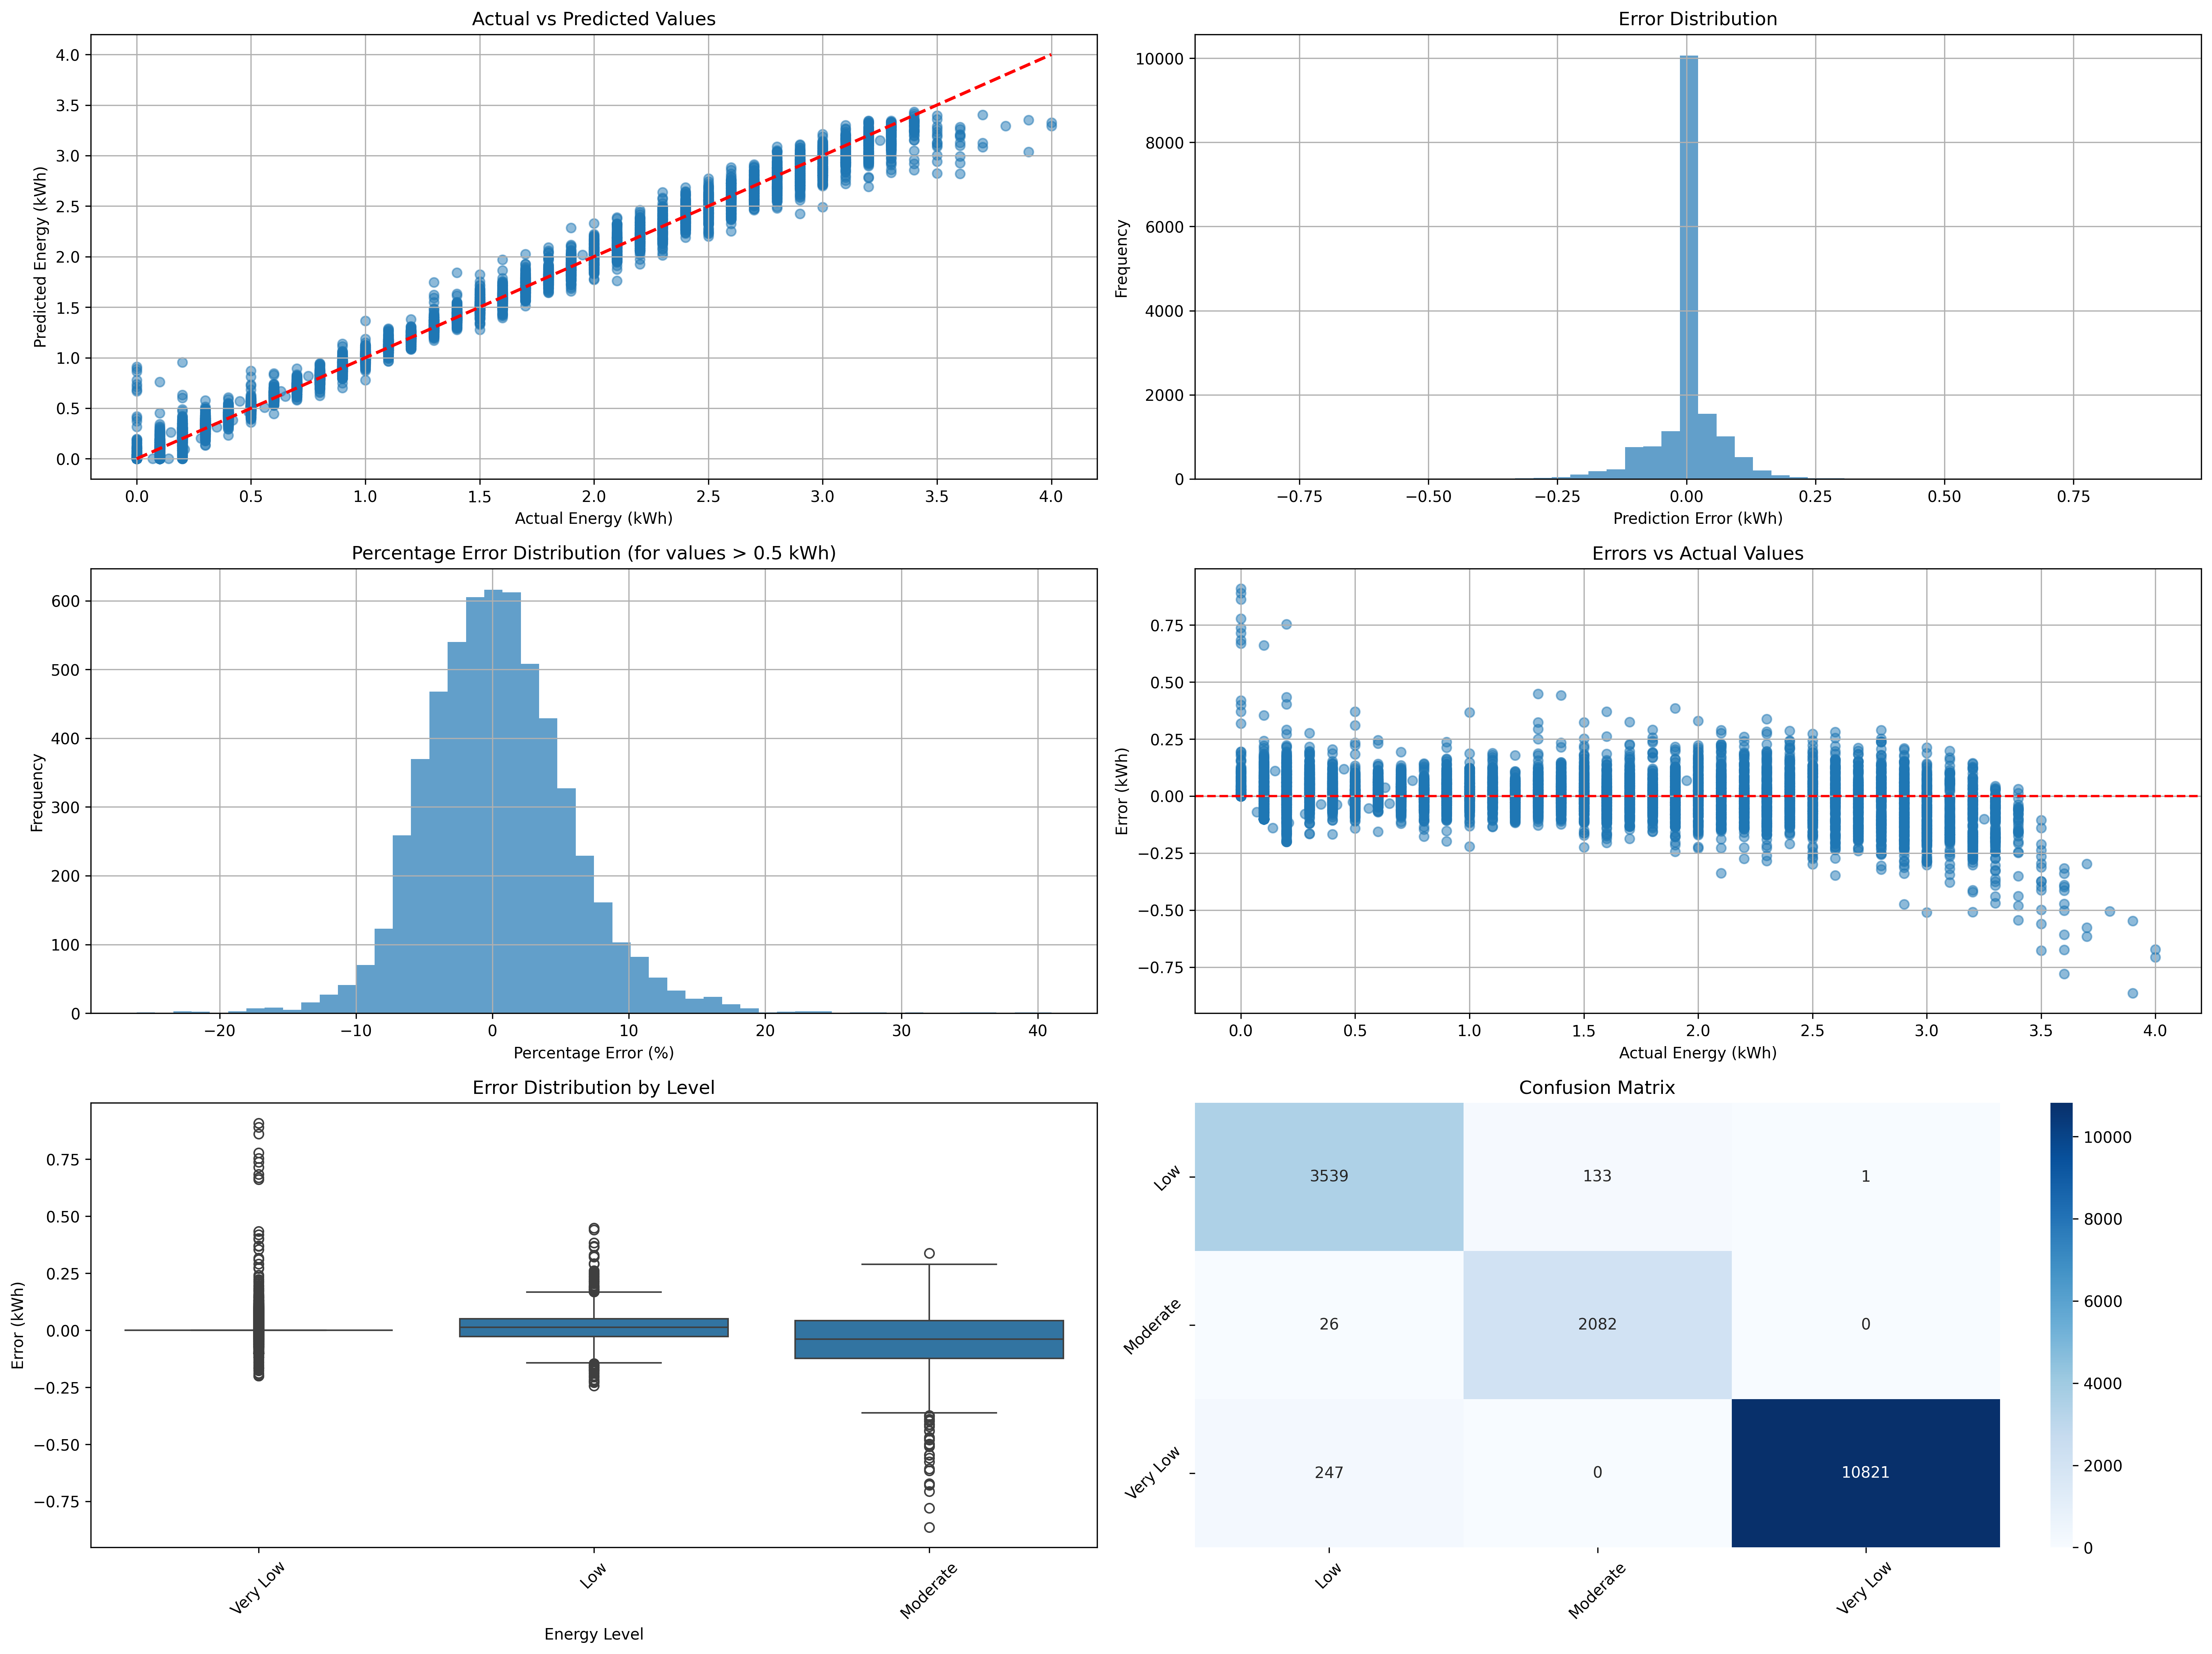 Actual vs Predicted Values
Predicted Energy (kWh)
4.0
3.5
3.0
2.5
2.0
1.5
1.0
0.5
0.0
0.0 0.5 1.0 1.5 2.0 2.5 3.0 3.5 4.0
Actual Energy (kWh)
Error Distribution
Frequency
10000
8000
6000
4000
2000
0
−0.75 −0.50 −0.25 0.00 0.25 0.50 0.75
Prediction Error (kWh)
Percentage Error Distribution (for values > 0.5 kWh)
Frequency
600
500
400
300
200
100
0
−20 −10 0 10 20 30 40
Percentage Error (%)
Errors vs Actual Values
Error (kWh)
0.75
0.50
0.25
0.00
−0.25
−0.50
−0.75
0.0 0.5 1.0 1.5 2.0 2.5 3.0 3.5 4.0
Actual Energy (kWh)
Error Distribution by Level
Error (kWh)
0.75
0.50
0.25
0.00
−0.25
−0.50
−0.75
Very Low Low Moderate
Energy Level
Confusion Matrix
Low 3539 133 1
Moderate 26 2082 0
Very Low 247 0 10821
Low Moderate Very Low
10000
8000
6000
4000
2000
0